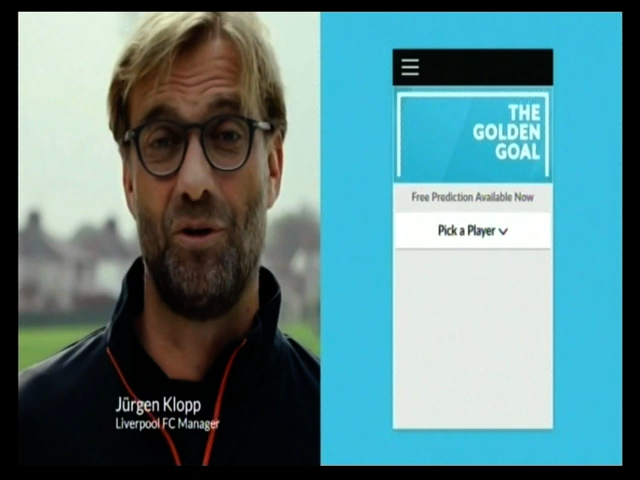 Jürgen Klopp
Liverpool FC Manager
THE
GOLDEN
GOAL
Free Prediction Available Now
Pick a Player